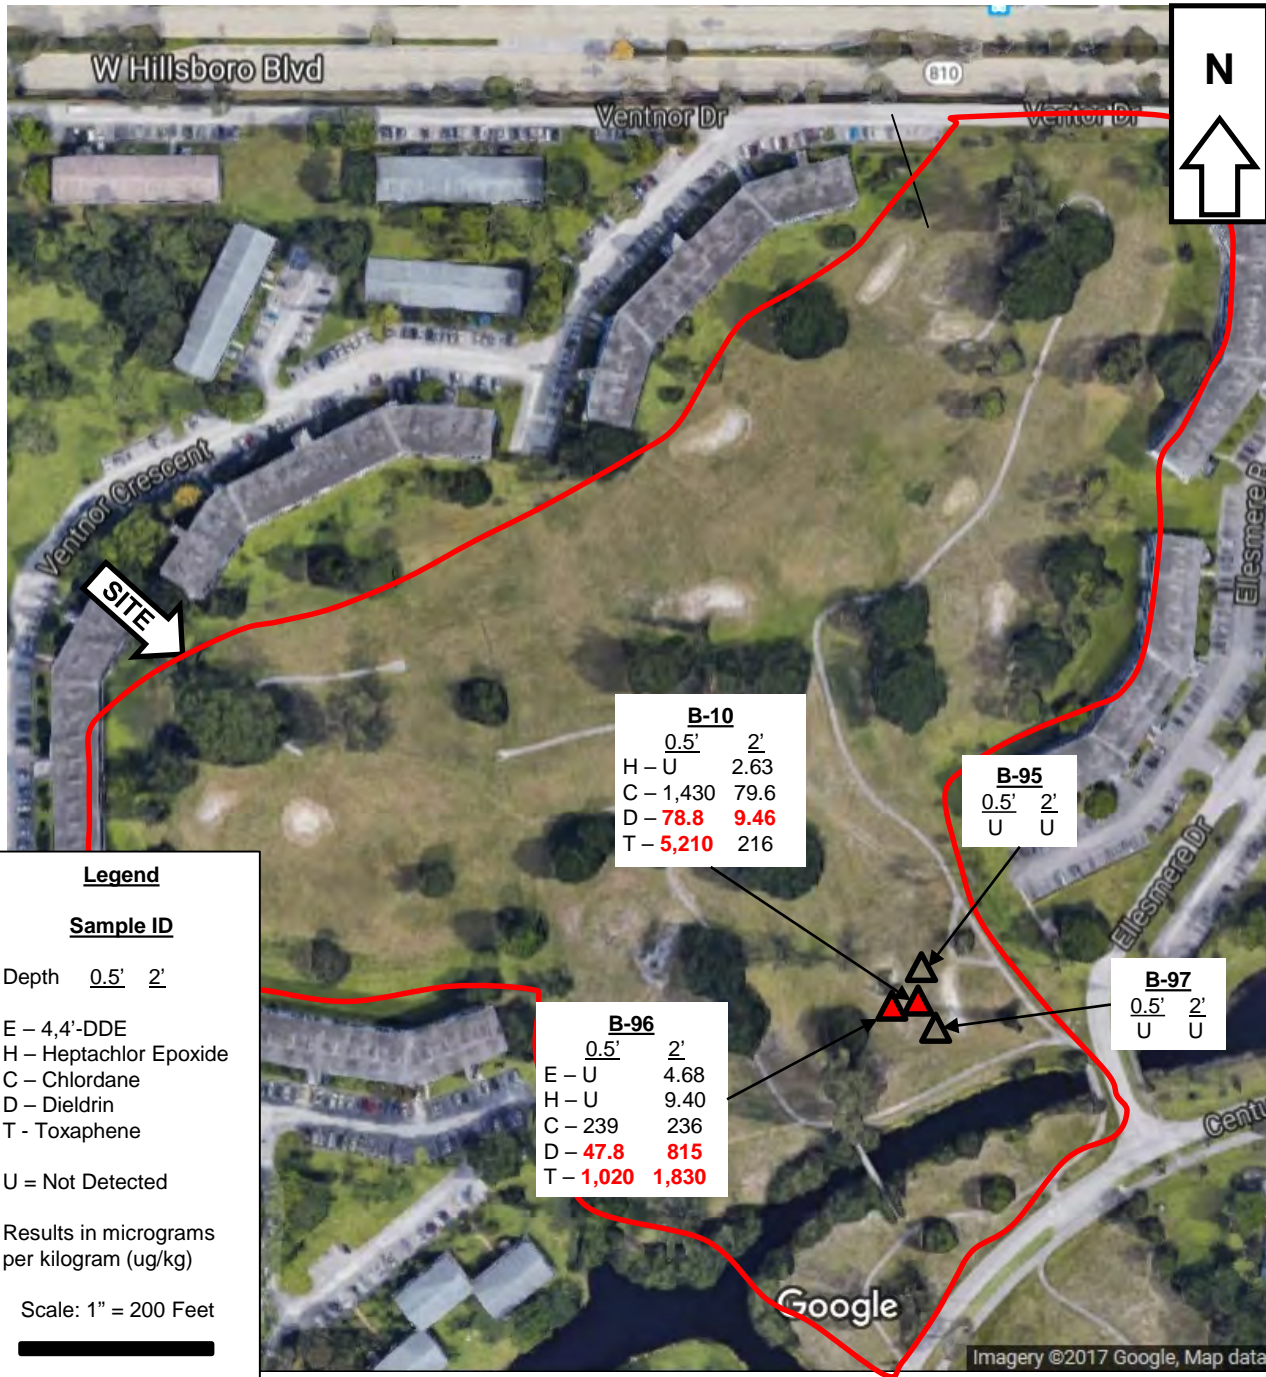 W Hillsboro Blvd
810
N
Ventnor Dr
Ventnor Dr
Ventnor Crescent
SITE
Ellesmere
B-10
0.5' 2'
H – U 2.63
C – 1,430 79.6
D – 78.8 9.46
T – 5,210 216
B-95
0.5' 2'
U U
Ellesmere Dr
B-97
0.5' 2'
U U
B-96
0.5' 2'
E – U 4.68
H – U 9.40
C – 239 236
D – 47.8 815
T – 1,020 1,830
Legend
Sample ID
Depth 0.5' 2'
E – 4,4'-DDE
H – Heptachlor Epoxide
C – Chlordane
D – Dieldrin
T - Toxaphene
U = Not Detected
Results in micrograms
per kilogram (ug/kg)
Scale: 1" = 200 Feet
Centu
Google
Imagery ©2017 Google, Map data